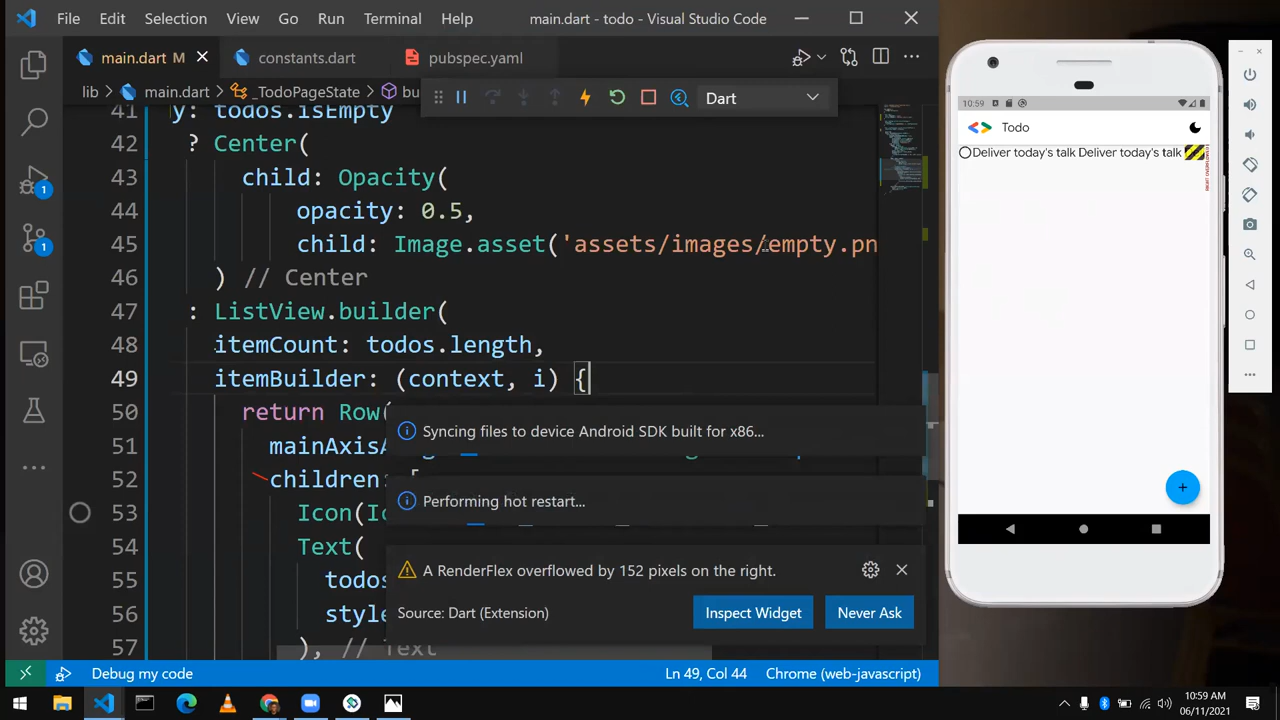 File Edit Selection View Go Run Terminal Help main.dart - todo - Visual Studio Code
main.dart M constants.dart pubspec.yaml
lib main.dart _TodoPageState bu
Dart
41 y: todos.isEmpty
42 ? Center(
43 child: Opacity(
44 opacity: 0.5,
45 child: Image.asset('assets/images/empty.pn
46 ) // Center
47 : ListView.builder(
48 itemCount: todos.length,
49 itemBuilder: (context, i) {
50 return Row(
51 mainAxisA
52 children: [
53 Icon(Ic
54 Text(
55 todos
56 style
57 ), // Text
1
1
Syncing files to device Android SDK built for x86...
Performing hot restart...
A RenderFlex overflowed by 152 pixels on the right.
Source: Dart (Extension)
Inspect Widget Never Ask
Debug my code Ln 49, Col 44 Chrome (web-javascript)
10:59
Todo
Deliver today's talk Deliver today's talk
+
10:59 AM
06/11/2021